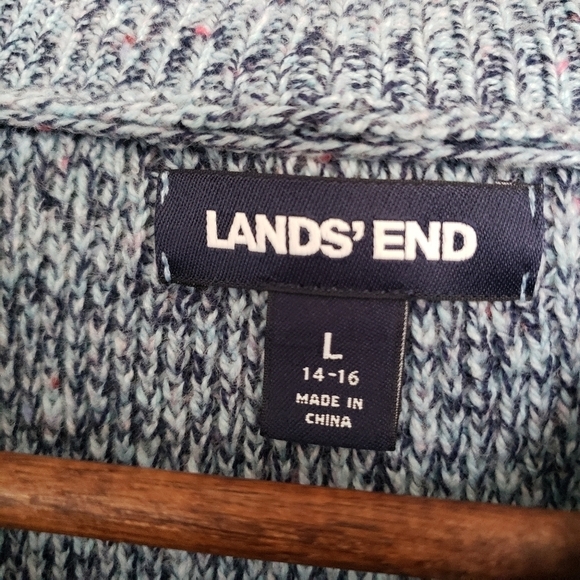 LANDS' END
L
14-16
MADE IN
CHINA